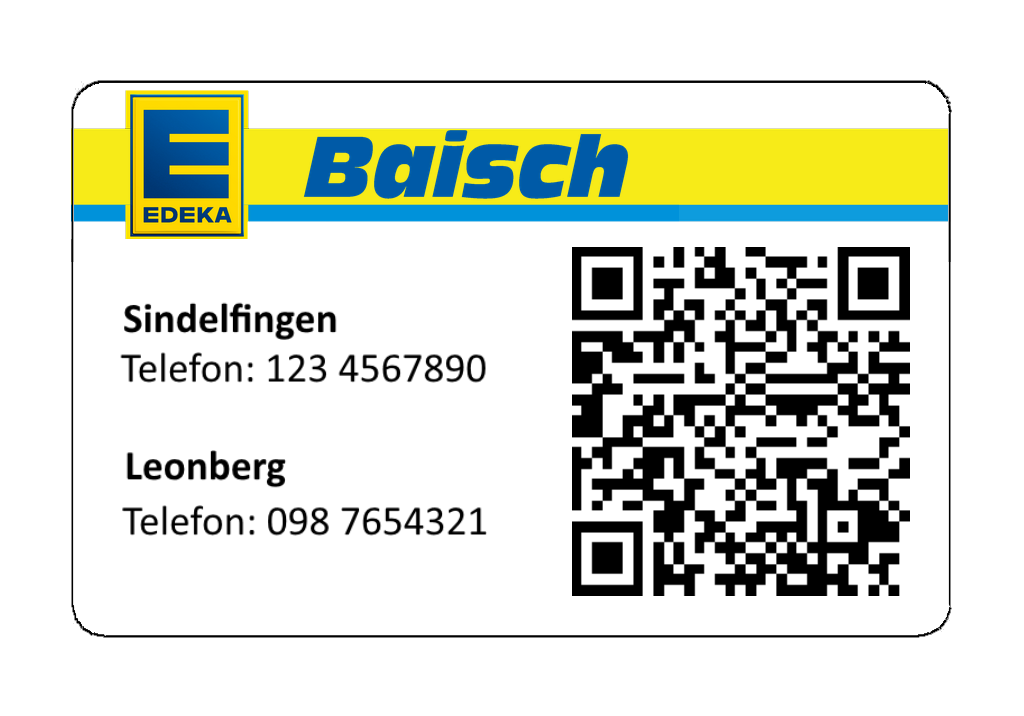 EDEKA
Baisch
Sindelfingen
Telefon: 123 4567890
Leonberg
Telefon: 098 7654321